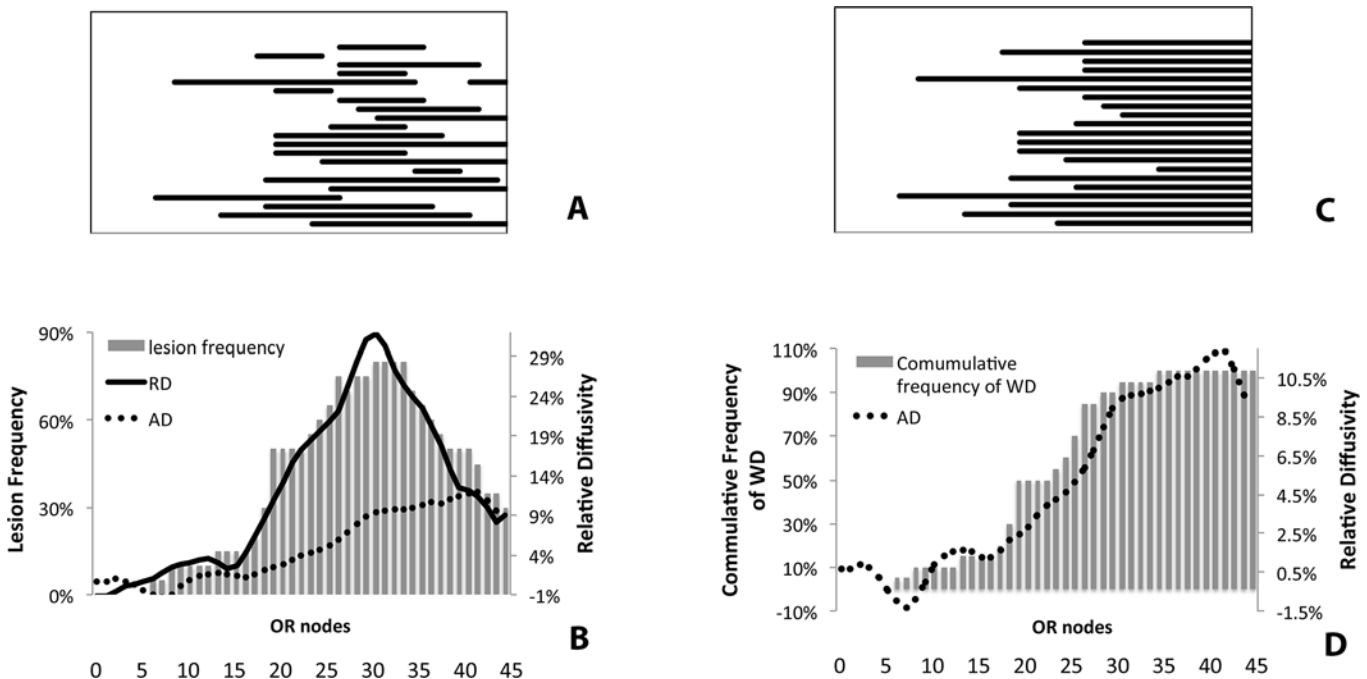 A
C
90%
60%
30%
0%
Lesion Frequency
lesion frequency
RD
AD
29%
24%
19%
14%
9%
4%
-1%
Relative Diffusivity
OR nodes
B
0 5 10 15 20 25 30 35 40 45
110%
90%
70%
50%
30%
10%
-10%
Commulative Frequency
of WD
Comumulative
frequency of WD
AD
10.5%
8.5%
6.5%
4.5%
2.5%
0.5%
-1.5%
Relative Diffusivity
OR nodes
D
0 5 10 15 20 25 30 35 40 45